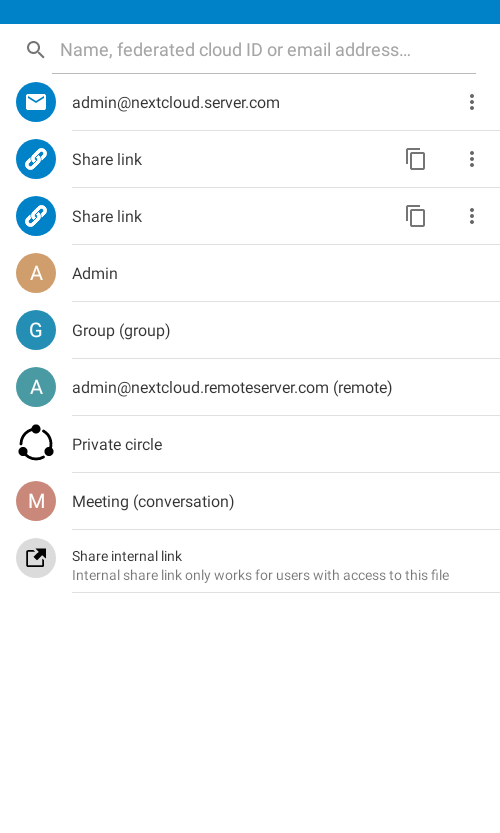 Name, federated cloud ID or email address…
admin@nextcloud.server.com
Share link
Share link
A Admin
G Group (group)
A admin@nextcloud.remoteserver.com (remote)
Private circle
M Meeting (conversation)
Share internal link
Internal share link only works for users with access to this file